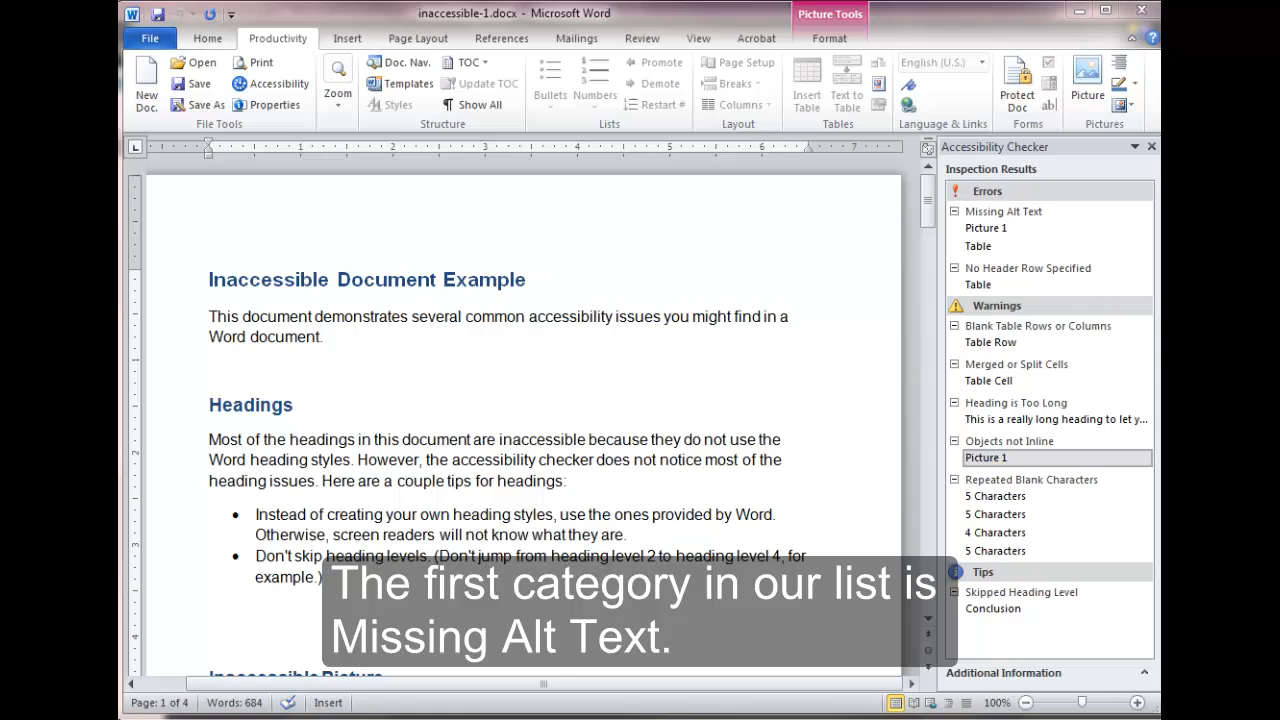 inaccessible-1.docx - Microsoft Word
Picture Tools
File Home Productivity Insert Page Layout References Mailings Review View Acrobat Format
New Doc. Open Save Save As Print Accessibility Properties File Tools
Zoom
Doc. Nav. Templates Styles TOC Update TOC Show All Structure
Bullets Numbers Promote Demote Restart # Lists
Page Setup Breaks Columns Layout
Insert Table Text to Table Tables
English (U.S.) Language & Links
Protect Doc Forms
Picture Pictures
1 2 3 4 5 6 7
Inaccessible Document Example
This document demonstrates several common accessibility issues you might find in a
Word document.
Headings
Most of the headings in this document are inaccessible because they do not use the
Word heading styles. However, the accessibility checker does not notice most of the
heading issues. Here are a couple tips for headings:
• Instead of creating your own heading styles, use the ones provided by Word.
Otherwise, screen readers will not know what they are.
• Don't skip heading levels. (Don't jump from heading level 2 to heading level 4, for
example.)
Inaccessible Picture
The first category in our list is
Missing Alt Text.
Accessibility Checker
Inspection Results
Errors
Missing Alt Text
Picture 1
Table
No Header Row Specified
Table
Warnings
Blank Table Rows or Columns
Table Row
Merged or Split Cells
Table Cell
Heading is Too Long
This is a really long heading to let y...
Objects not Inline
Picture 1
Repeated Blank Characters
5 Characters
5 Characters
4 Characters
5 Characters
Tips
Skipped Heading Level
Conclusion
Additional Information
Page: 1 of 4 Words: 684 Insert 100%